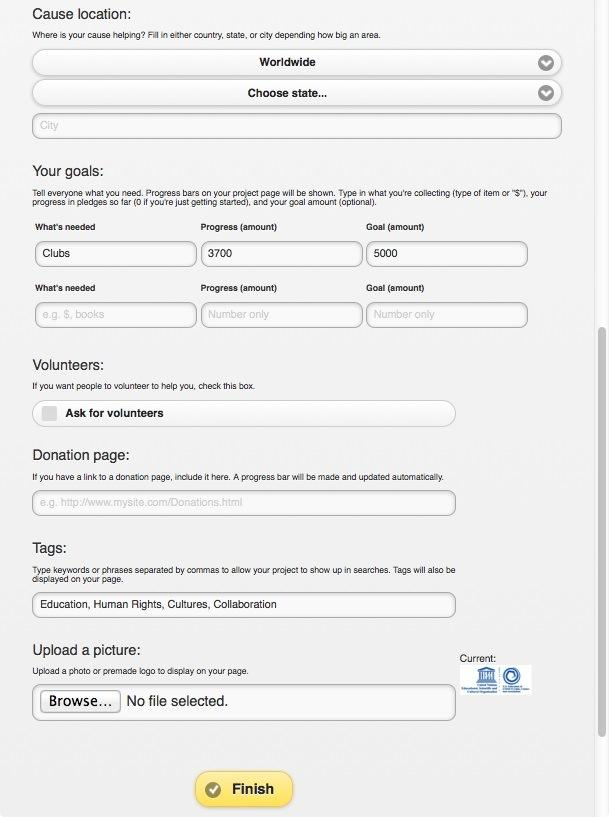 Cause location:
Where is your cause helping? Fill in either country, state, or city depending how big an area.
Worldwide
Choose state...
City
Your goals:
Tell everyone what you need. Progress bars on your project page will be shown. Type in what you're collecting (type of item or "$"), your
progress in pledges so far (0 if you're just getting started), and your goal amount (optional).
What's needed Progress (amount) Goal (amount)
Clubs 3700 5000
What's needed Progress (amount) Goal (amount)
e.g. $, books Number only Number only
Volunteers:
If you want people to volunteer to help you, check this box.
Ask for volunteers
Donation page:
If you have a link to a donation page, include it here. A progress bar will be made and updated automatically.
e.g. http://www.mysite.com/Donations.html
Tags:
Type keywords or phrases separated by commas to allow your project to show up in searches. Tags will also be
displayed on your page.
Education, Human Rights, Cultures, Collaboration
Upload a picture:
Upload a photo or premade logo to display on your page.
Current:
United Nations
Educational, Scientific and
Cultural Organization
Browse... No file selected.
Finish